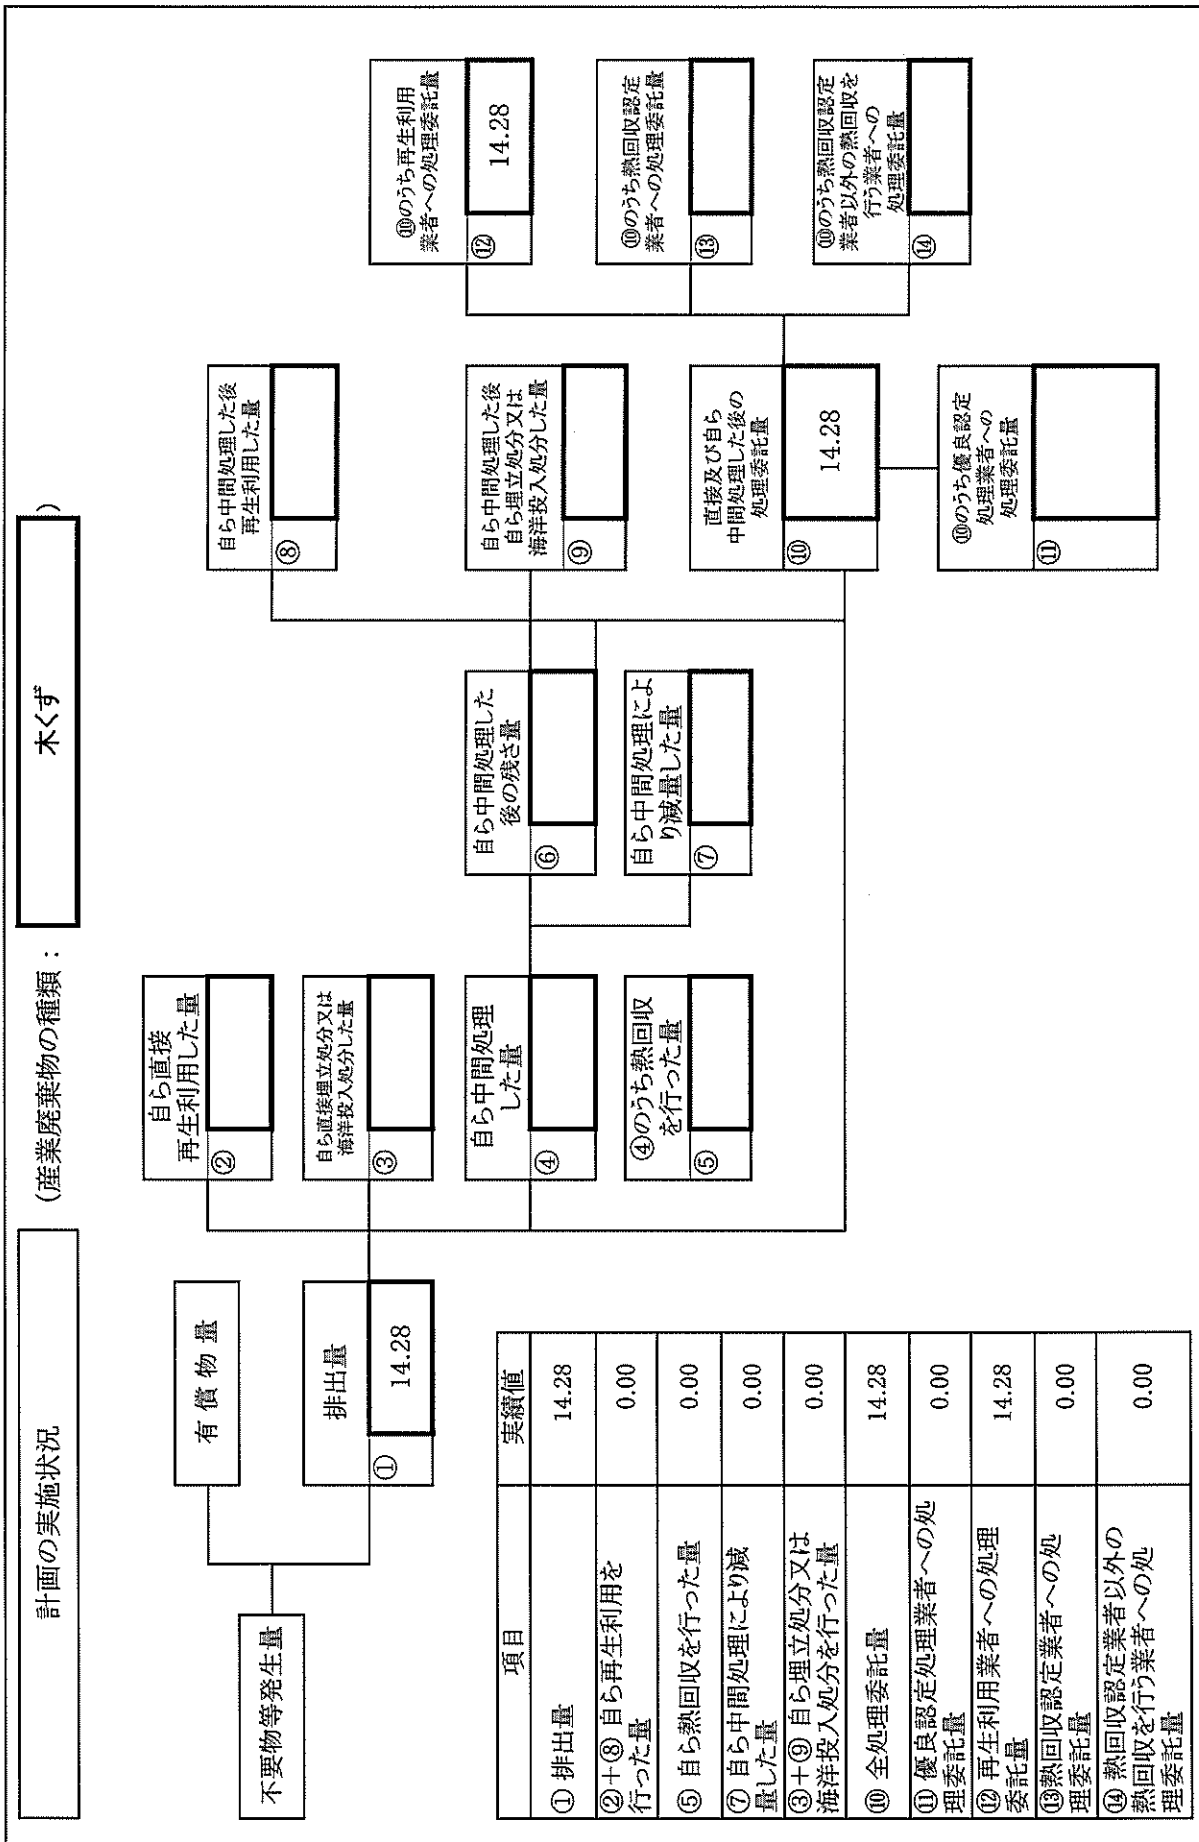 計画の実施状況
(産業廃棄物の種類：
木くず
)
不要物等発生量
有償物量
排出量
①
14.28
自ら直接
再生利用した量
②
自ら直接埋立処分又は
海洋投入処分した量
③
自ら中間処理
した量
④
④のうち熱回収
を行った量
⑤
自ら中間処理した
後の残さ量
⑥
自ら中間処理によ
り減量した量
⑦
自ら中間処理した後
再生利用した量
⑧
自ら中間処理した後
自ら埋立処分又は
海洋投入処分した量
⑨
直接及び自ら
中間処理した後の
処理委託量
⑩
14.28
⑩のうち優良認定
処理業者への
処理委託量
⑪
⑩のうち再生利用
業者への処理委託量
⑫
14.28
⑩のうち熱回収認定
業者への処理委託量
⑬
⑩のうち熱回収認定
業者以外の熱回収を
行う業者への
処理委託量
⑭
項目 実績値
①排出量 14.28
②+⑧ 自ら再生利用を
行った量 0.00
⑤ 自ら熱回収を行った量 0.00
⑦ 自ら中間処理により減
量した量 0.00
③+⑨ 自ら埋立処分又は
海洋投入処分を行った量 0.00
⑩ 全処理委託量 14.28
⑪ 優良認定処理業者への処
理委託量 0.00
⑫ 再生利用業者への処理
委託量 14.28
⑬熱回収認定業者への処
理委託量 0.00
⑭ 熱回収認定業者以外の
熱回収を行う業者への処
理委託量 0.00